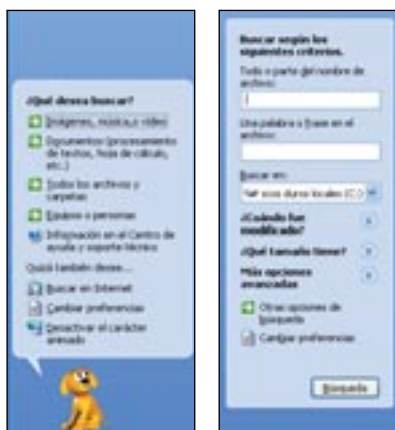 ¿Qué desea buscar?
Imágenes, música o vídeo
Documentos (procesamiento
de textos, hoja de cálculo,
etc.)
Todos los archivos y
carpetas
Equipos o personas
Información en el Centro de
ayuda y soporte técnico
Quizá también desee...
Buscar en Internet
Cambiar preferencias
Desactivar el carácter
animado
Buscar según los
siguientes criterios.
Todo o parte del nombre de
archivo:
Una palabra o frase en el
archivo:
Buscar en:
duros locales (C:)
¿Cuándo fue
modificado?
¿Qué tamaño tiene?
Más opciones
avanzadas
Otras opciones de
búsqueda
Cambiar preferencias
Búsqueda